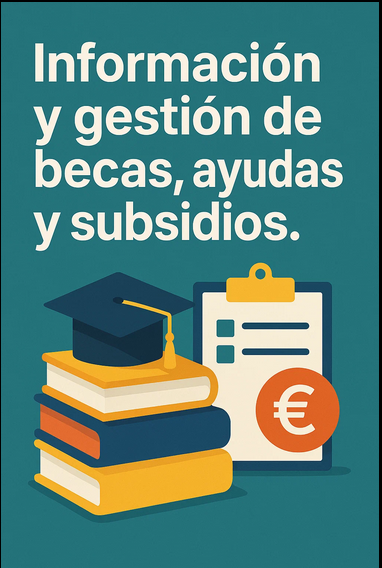 Información
y gestión de
becas, ayudas
y subsidios.
€